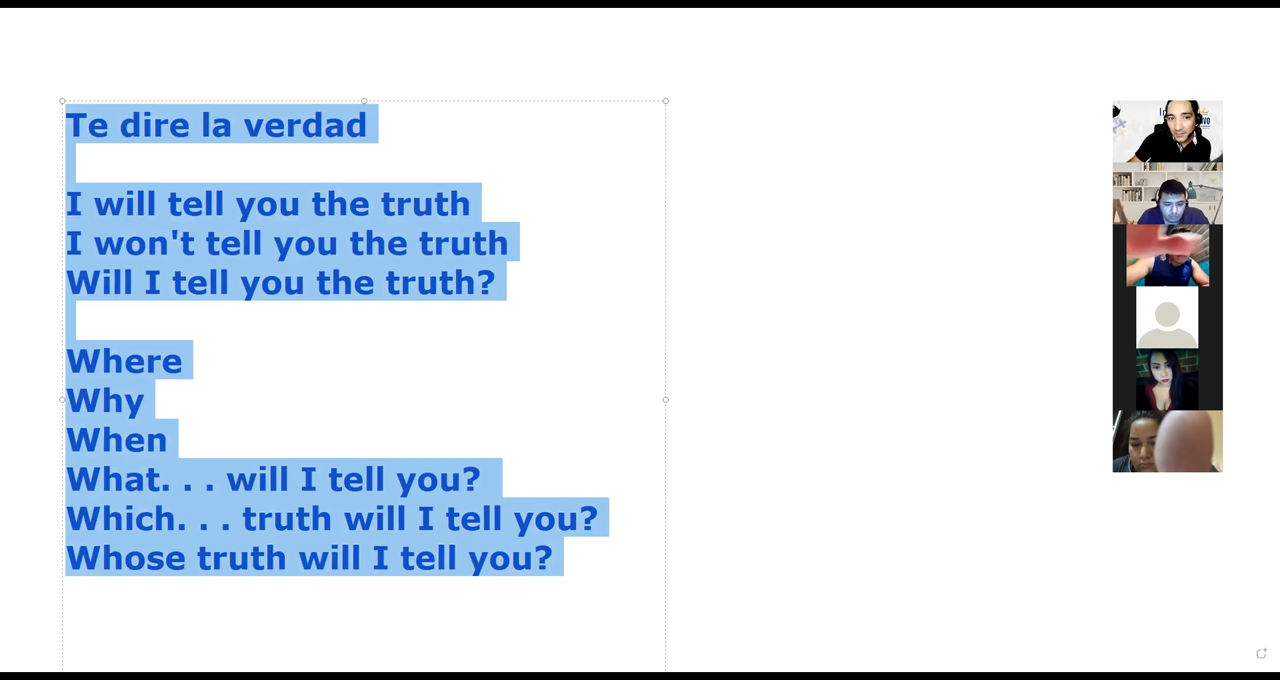 Te dire la verdad
I will tell you the truth
I won't tell you the truth
Will I tell you the truth?
Where
Why
When
What. . . will I tell you?
Which. . . truth will I tell you?
Whose truth will I tell you?